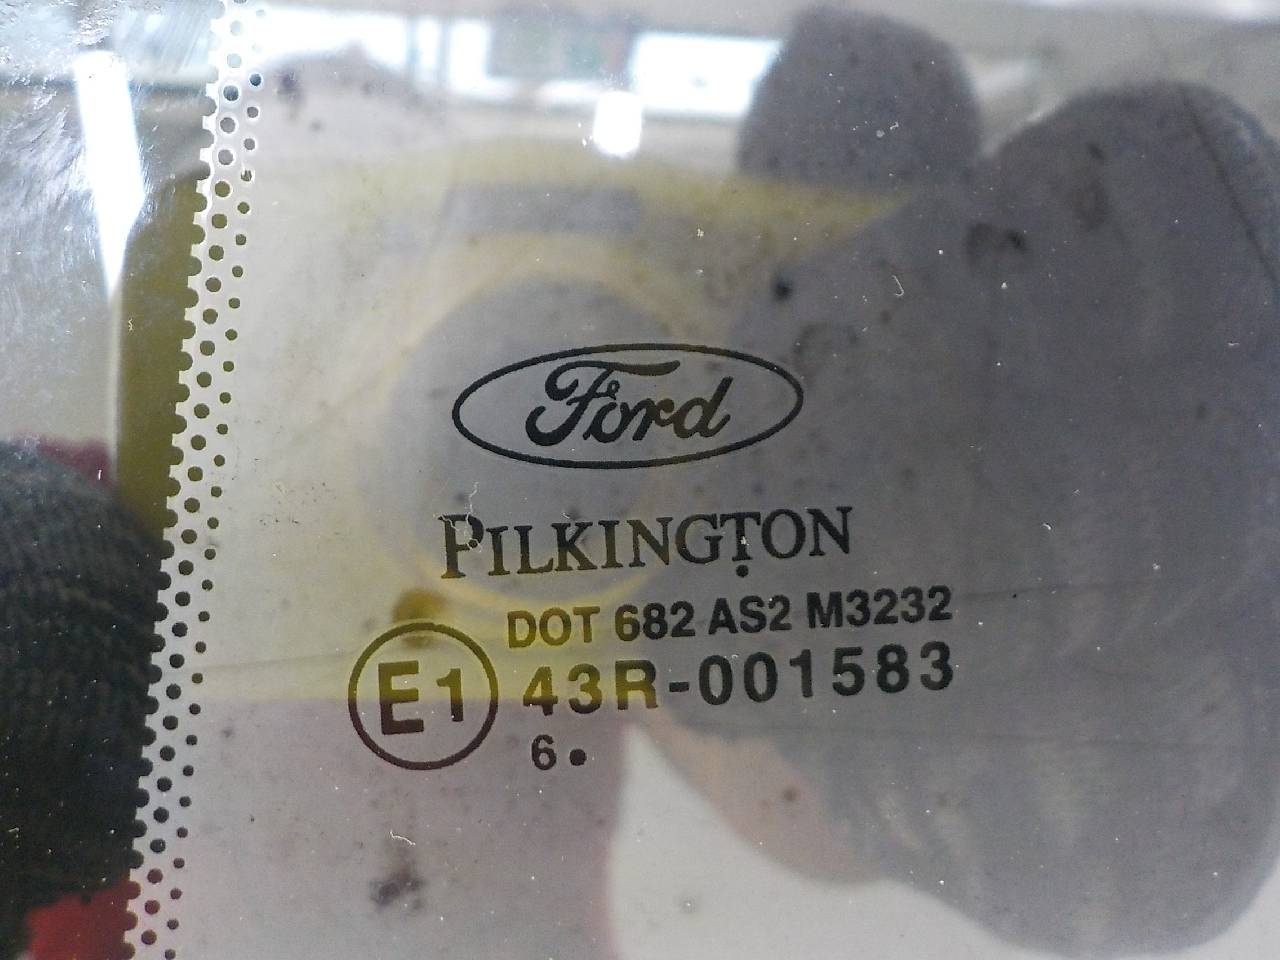 Ford
PILKINGTON
DOT 682 AS2 M3232
E1 43R-001583
6•